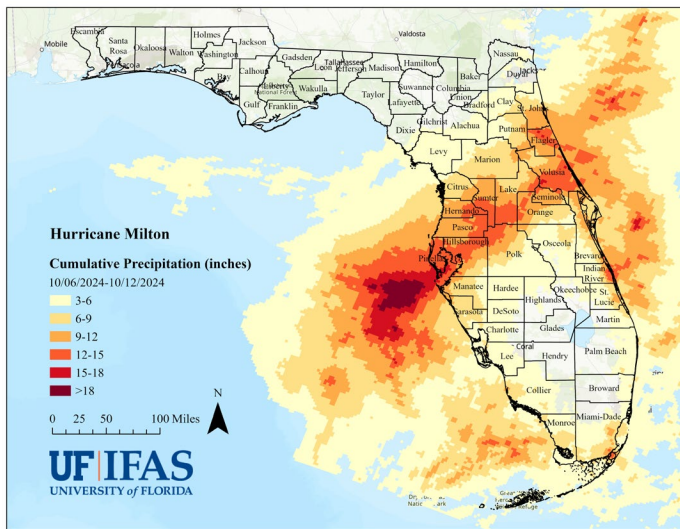 Escambia
Santa
Rosa
Okaloosa
Walton
Holmes
Washington
Jackson
Bay
Calhoun
Gulf
Liberty
Franklin
Gadsden
Leon
Wakulla
Tallahassee
Jefferson
Madison
Taylor
Hamilton
Suwannee
Lafayette
Dixie
Columbia
Baker
Union
Bradford
Gilchrist
Alachua
Nassau
Duval
Clay
St. Johns
Putnam
Flagler
Levy
Marion
Volusia
Citrus
Sumter
Lake
Seminole
Hernando
Orange
Pasco
Hillsborough
Pinellas
Polk
Osceola
Brevard
Indian
River
Manatee
Hardee
Highlands
Okeechobee
St.
Lucie
Sarasota
DeSoto
Martin
Charlotte
Glades
Lee
Hendry
Palm Beach
Collier
Broward
Monroe
Miami-Dade
Mobile
Valdosta
Coral
Hurricane Milton
Cumulative Precipitation (inches)
10/06/2024-10/12/2024
3-6
6-9
9-12
12-15
15-18
>18
0 25 50 100 Miles
N
UF|IFAS
UNIVERSITY of FLORIDA